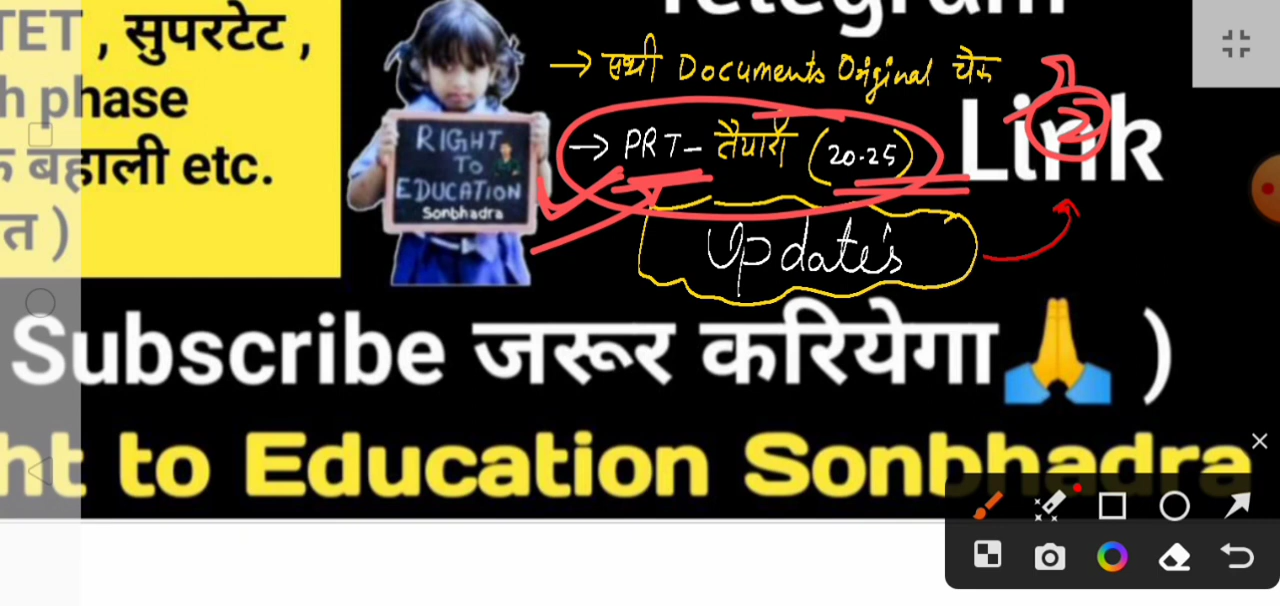 TET , सुपरटेट ,
Telegram
h phase
बहाली etc.
त )
→ सभी Documents Original चेक
→ PRT- तैयारी (20-25)
Link
2
Updates
RIGHT
TO
EDUCATION
Sonbhadra
Subscribe जरूर करियेगा🙏 )
ht to Education Sonbhadra